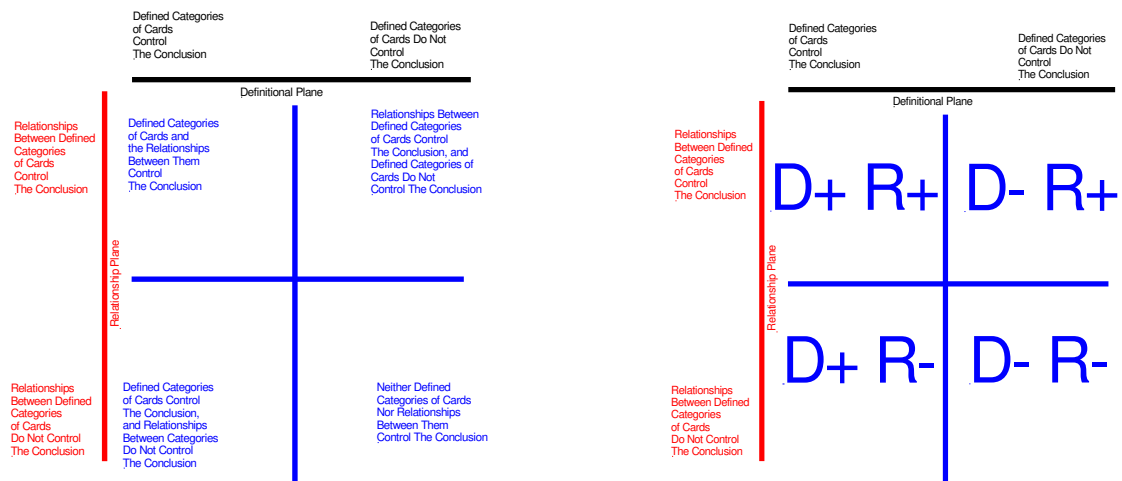 Defined Categories
of Cards
Control
The Conclusion
Defined Categories
of Cards Do Not
Control
The Conclusion
Definitional Plane
Relationships
Between Defined
Categories
of Cards
Control
The Conclusion
Defined Categories
of Cards and
the Relationships
Between Them
Control
The Conclusion
Relationships Between
Defined Categories
of Cards Control
The Conclusion, and
Defined Categories of
Cards Do Not
Control The Conclusion
Relationship Plane
Relationships
Between Defined
Categories
of Cards
Do Not Control
The Conclusion
Defined Categories
of Cards Control
The Conclusion,
and Relationships
Between Categories
Do Not Control
The Conclusion
Neither Defined
Categories of Cards
Nor Relationships
Between Them
Control The Conclusion
Defined Categories
of Cards
Control
The Conclusion
Defined Categories
of Cards Do Not
Control
The Conclusion
Definitional Plane
Relationships
Between Defined
Categories
of Cards
Control
The Conclusion
D+ R+
D- R+
Relationship Plane
D+ R-
D- R-
Relationships
Between Defined
Categories
of Cards
Do Not Control
The Conclusion